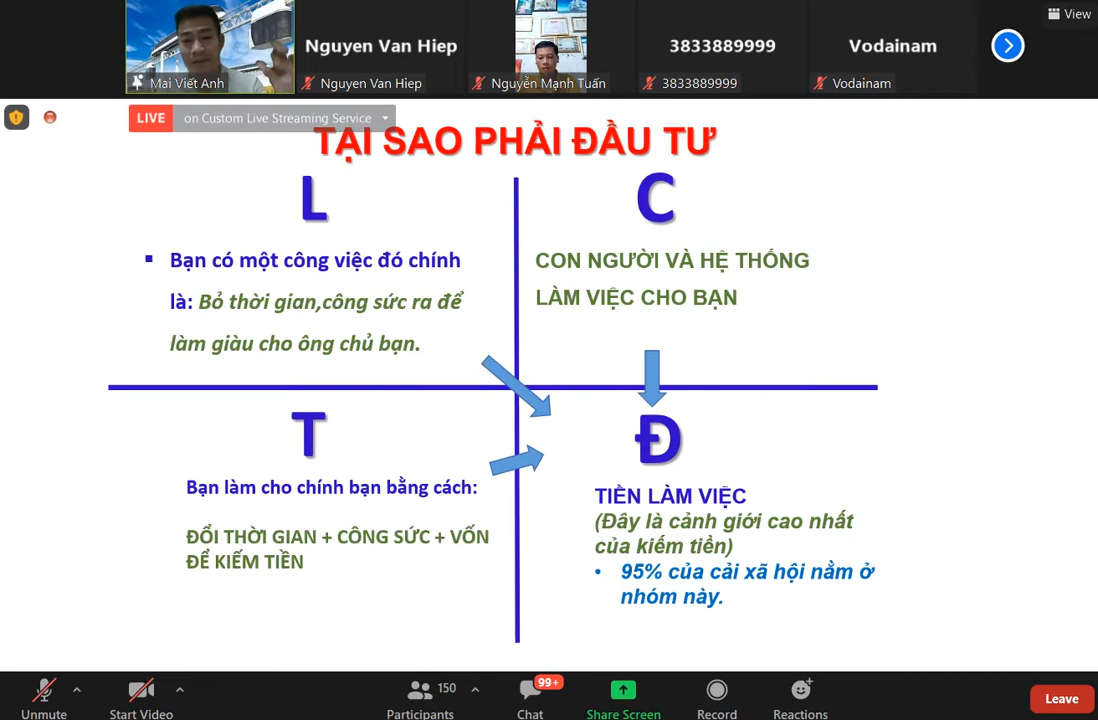 View
Nguyen Van Hiep
3833889999
Vodainam
Mai Viết Anh
Nguyen Van Hiep
Nguyễn Mạnh Tuấn
3833889999
Vodainam
LIVE on Custom Live Streaming Service
TẠI SAO PHẢI ĐẦU TƯ
L
Bạn có một công việc đó chính
là: Bỏ thời gian,công sức ra để
làm giàu cho ông chủ bạn.
C
CON NGƯỜI VÀ HỆ THỐNG
LÀM VIỆC CHO BẠN
T
Bạn làm cho chính bạn bằng cách:
ĐỔI THỜI GIAN + CÔNG SỨC + VỐN
ĐỂ KIẾM TIỀN
Đ
TIỀN LÀM VIỆC
(Đây là cảnh giới cao nhất
của kiếm tiền)
• 95% của cải xã hội nằm ở
nhóm này.
Unmute
Start Video
150
Participants
99+
Chat
Share Screen
Record
Reactions
Leave